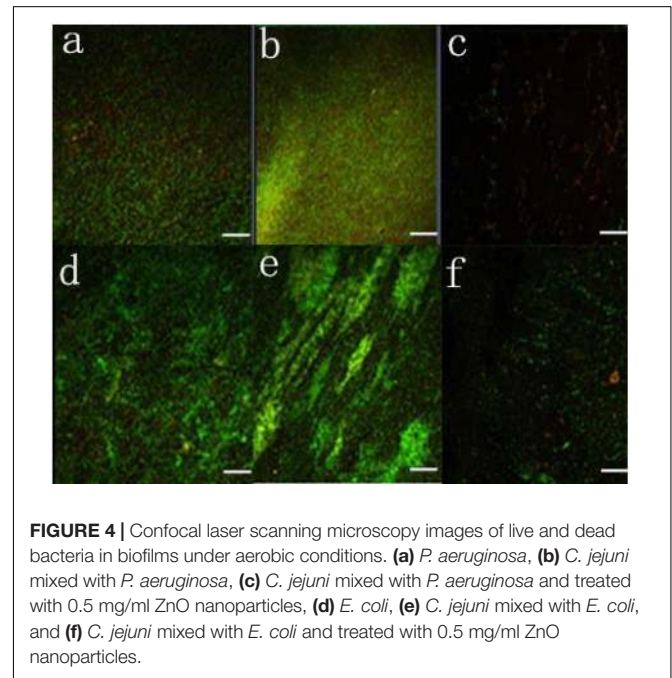 a
b
c
d
e
f
FIGURE 4 | Confocal laser scanning microscopy images of live and dead
bacteria in biofilms under aerobic conditions. (a) P. aeruginosa, (b) C. jejuni
mixed with P. aeruginosa, (c) C. jejuni mixed with P. aeruginosa and treated
with 0.5 mg/ml ZnO nanoparticles, (d) E. coli, (e) C. jejuni mixed with E. coli,
and (f) C. jejuni mixed with E. coli and treated with 0.5 mg/ml ZnO
nanoparticles.